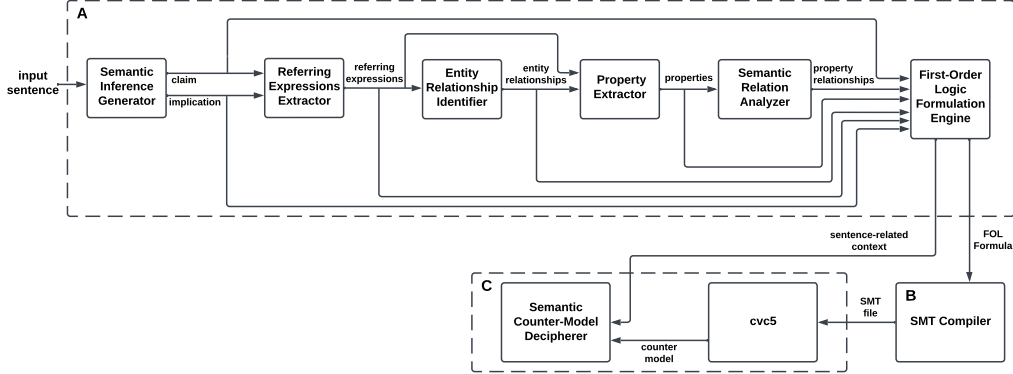 A
input
sentence
Semantic
Inference
Generator
claim
implication
Referring
Expressions
Extractor
referring
expressions
Entity
Relationship
Identifier
entity
relationships
Property
Extractor
properties
Semantic
Relation
Analyzer
property
relationships
First-Order
Logic
Formulation
Engine
sentence-related
context
FOL
Formula
C
Semantic
Counter-Model
Decipherer
counter
model
cvc5
SMT
file
B
SMT Compiler